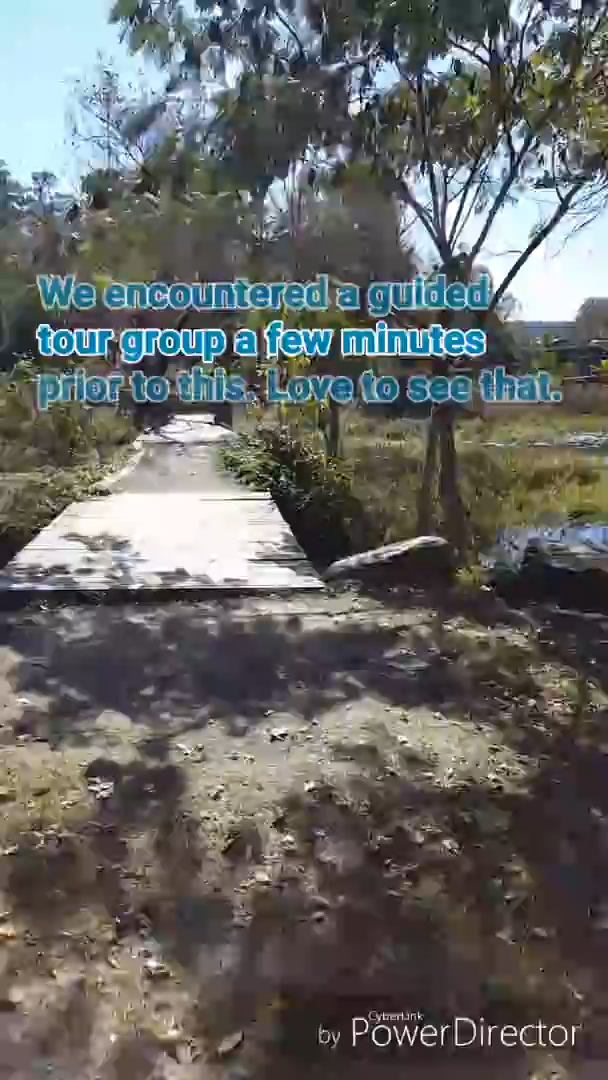 We encountered a guided
tour group a few minutes
prior to this. Love to see that.
CyberLink
by PowerDirector